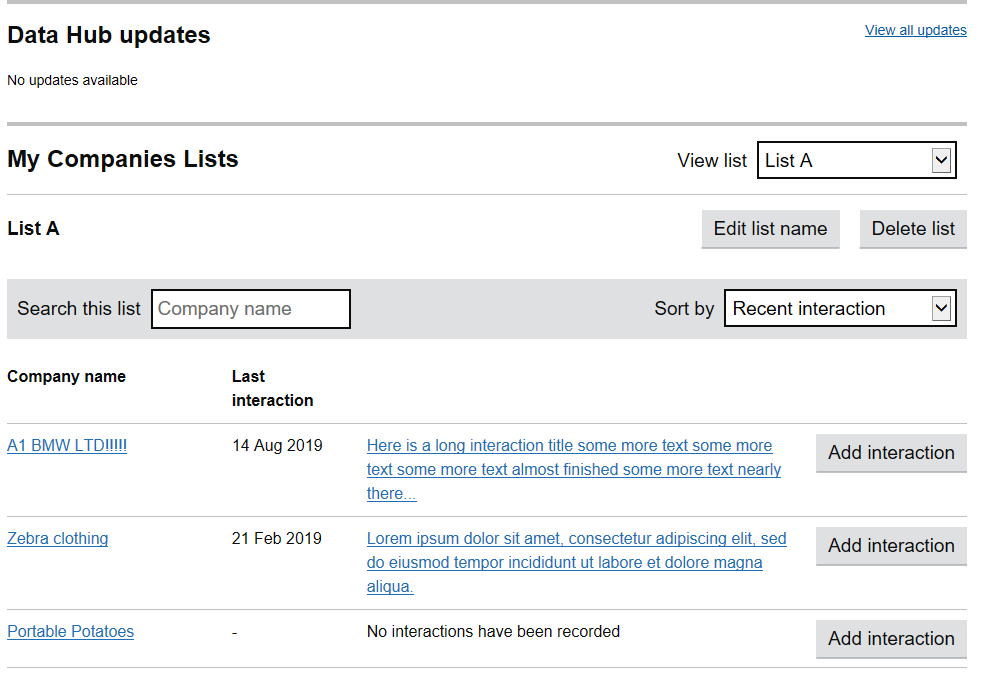 Data Hub updates
View all updates
No updates available
My Companies Lists
View list
List A
List A
Edit list name
Delete list
Search this list
Company name
Sort by
Recent interaction
Company name
Last
interaction
A1 BMW LTD!!!!!
14 Aug 2019
Here is a long interaction title some more text some more
text some more text almost finished some more text nearly
there...
Add interaction
Zebra clothing
21 Feb 2019
Lorem ipsum dolor sit amet, consectetur adipiscing elit, sed
do eiusmod tempor incididunt ut labore et dolore magna
aliqua.
Add interaction
Portable Potatoes
-
No interactions have been recorded
Add interaction